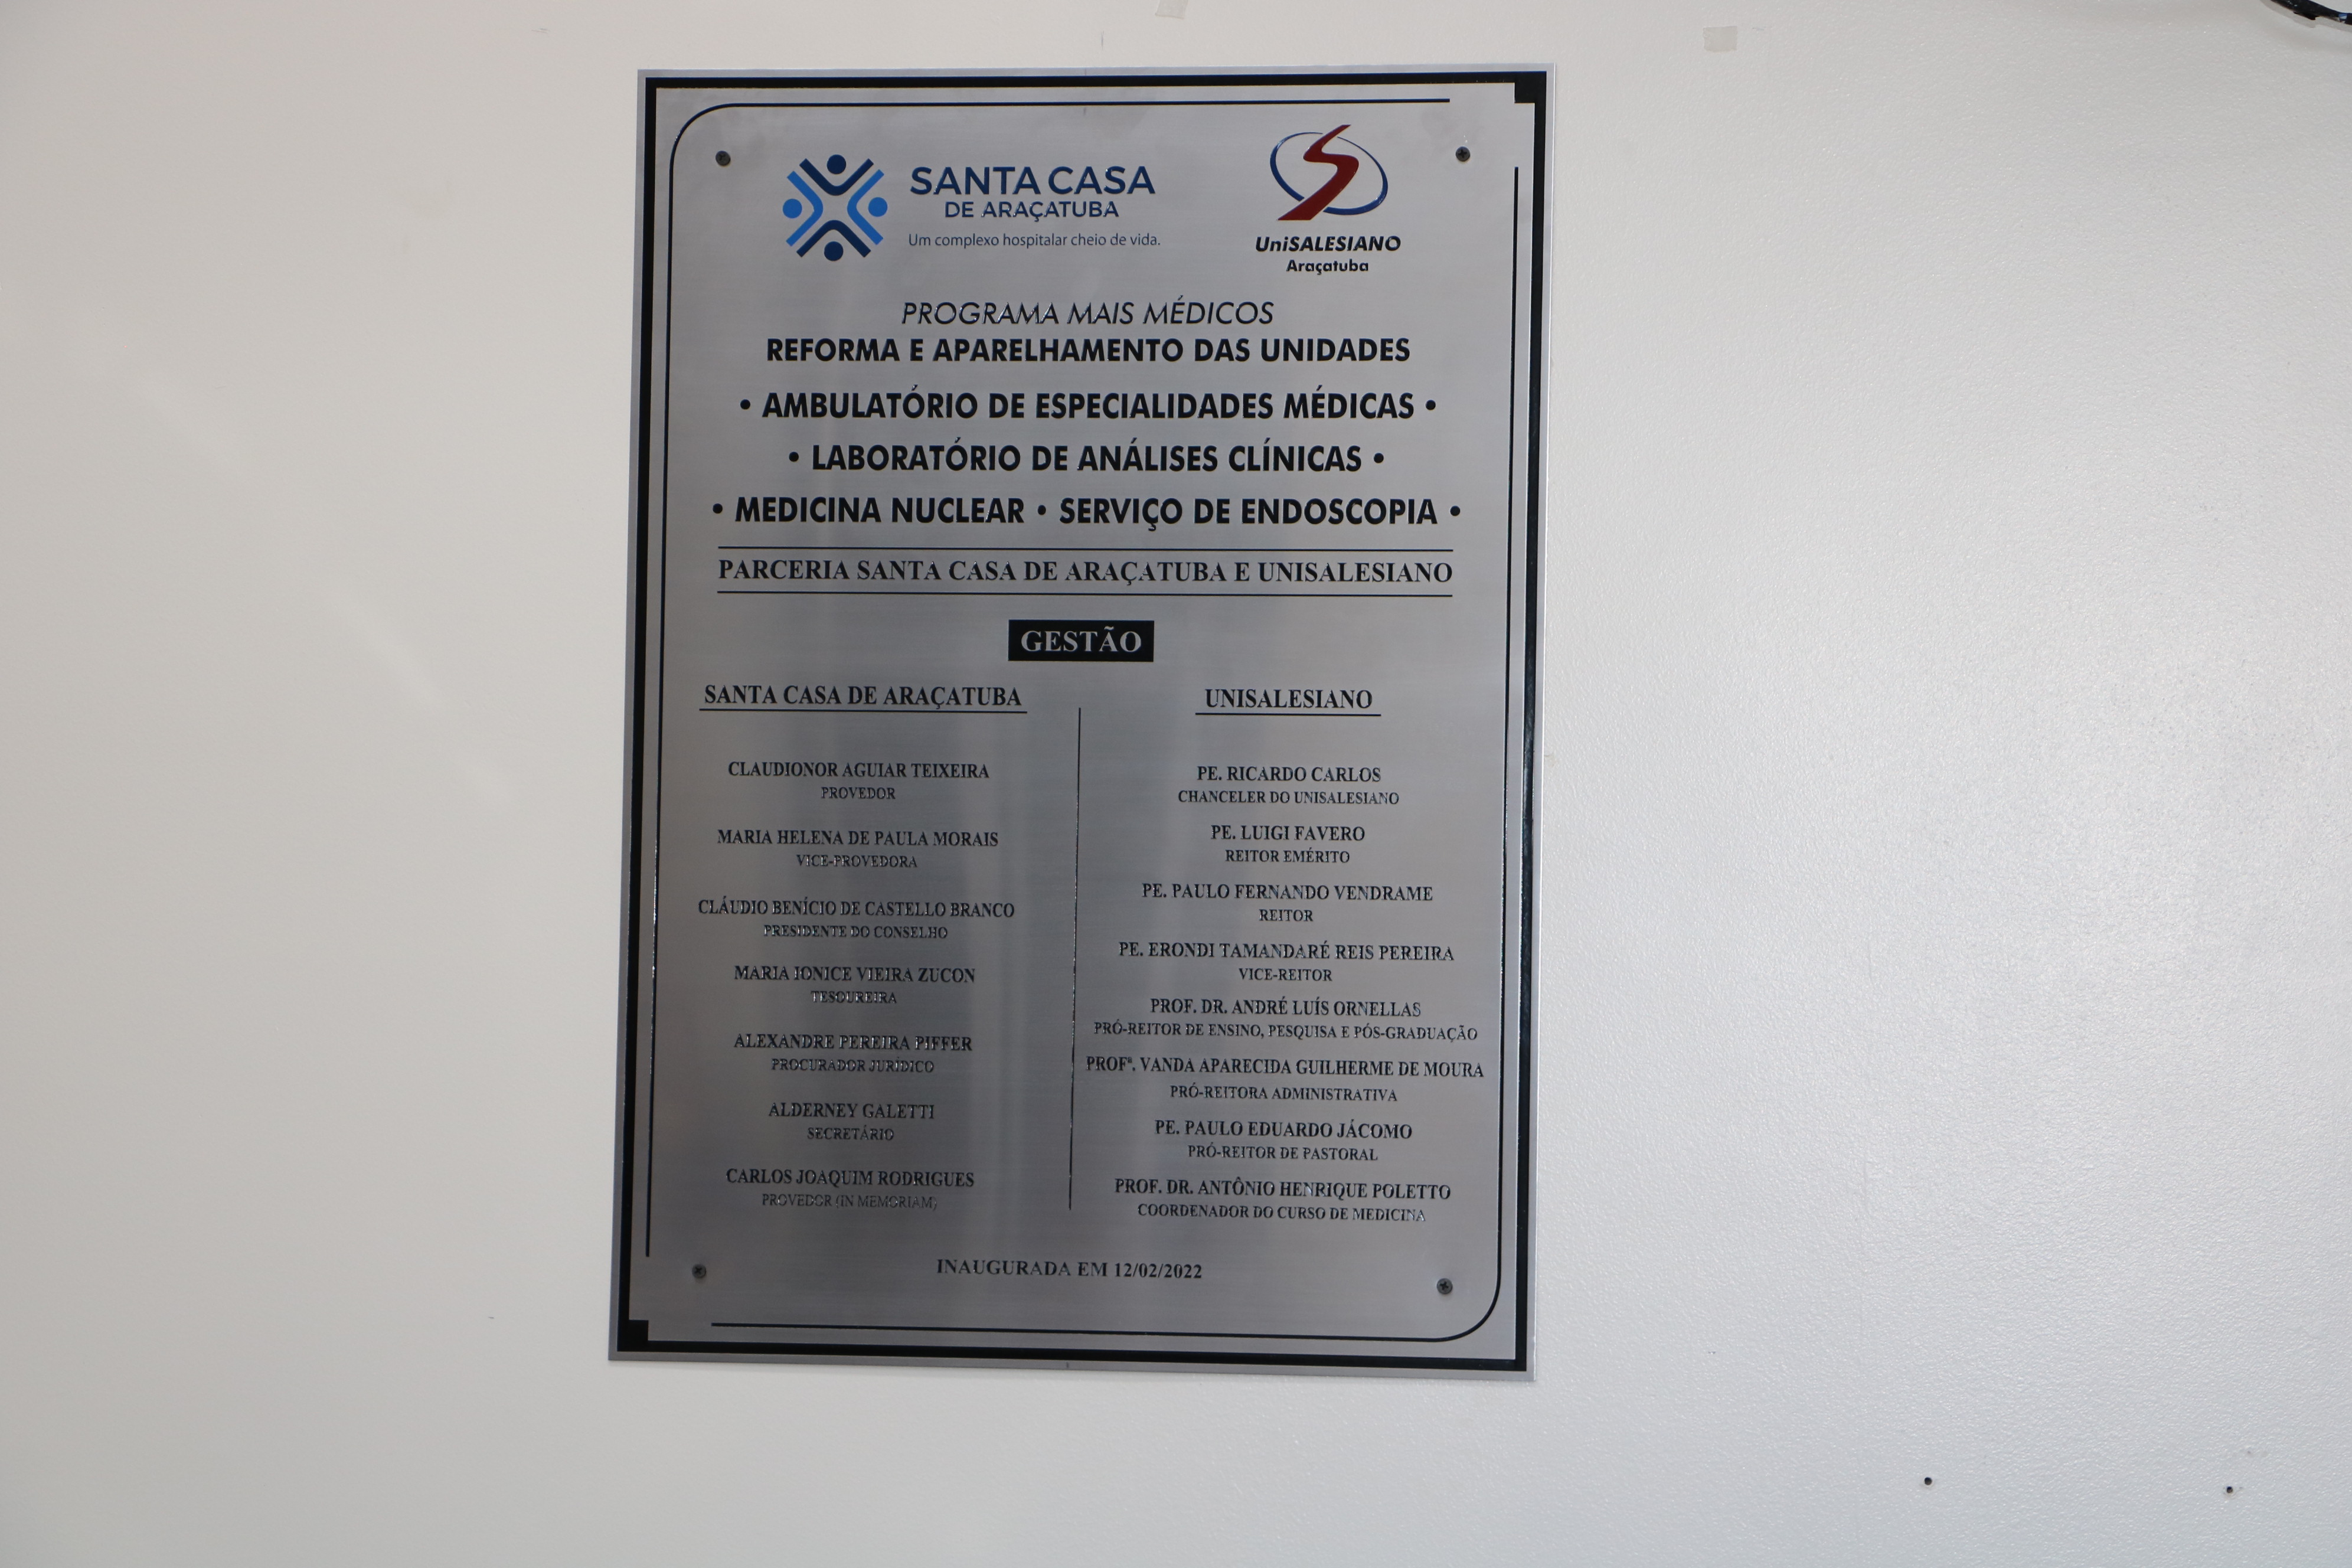 SANTA CASA
DE ARAÇATUBA
Um complexo hospitalar cheio de vida.
UniSALESIANO
Araçatuba
PROGRAMA MAIS MÉDICOS
REFORMA E APARELHAMENTO DAS UNIDADES
• AMBULATÓRIO DE ESPECIALIDADES MÉDICAS •
• LABORATÓRIO DE ANÁLISES CLÍNICAS •
• MEDICINA NUCLEAR • SERVIÇO DE ENDOSCOPIA •
PARCERIA SANTA CASA DE ARAÇATUBA E UNISALESIANO
GESTÃO
SANTA CASA DE ARAÇATUBA
CLAUDIONOR AGUIAR TEIXEIRA
PROVEDOR
MARIA HELENA DE PAULA MORAIS
VICE-PROVEDORA
CLÁUDIO BENÍCIO DE CASTELLO BRANCO
PRESIDENTE DO CONSELHO
MARIA IONICE VIEIRA ZUCON
TESOUREIRA
ALEXANDRE PEREIRA PIFFER
PROCURADOR JURÍDICO
ALDERNEY GALETTI
SECRETÁRIO
CARLOS JOAQUIM RODRIGUES
PROVEDOR (IN MEMORIAM)
UNISALESIANO
PE. RICARDO CARLOS
CHANCELER DO UNISALESIANO
PE. LUIGI FAVERO
REITOR EMÉRITO
PE. PAULO FERNANDO VENDRAME
REITOR
PE. ERONDI TAMANDARÉ REIS PEREIRA
VICE-REITOR
PROF. DR. ANDRÉ LUÍS ORNELLAS
PRÓ-REITOR DE ENSINO, PESQUISA E PÓS-GRADUAÇÃO
PROFª. VANDA APARECIDA GUILHERME DE MOURA
PRÓ-REITORA ADMINISTRATIVA
PE. PAULO EDUARDO JÁCOMO
PRÓ-REITOR DE PASTORAL
PROF. DR. ANTÔNIO HENRIQUE POLETTO
COORDENADOR DO CURSO DE MEDICINA
INAUGURADA EM 12/02/2022